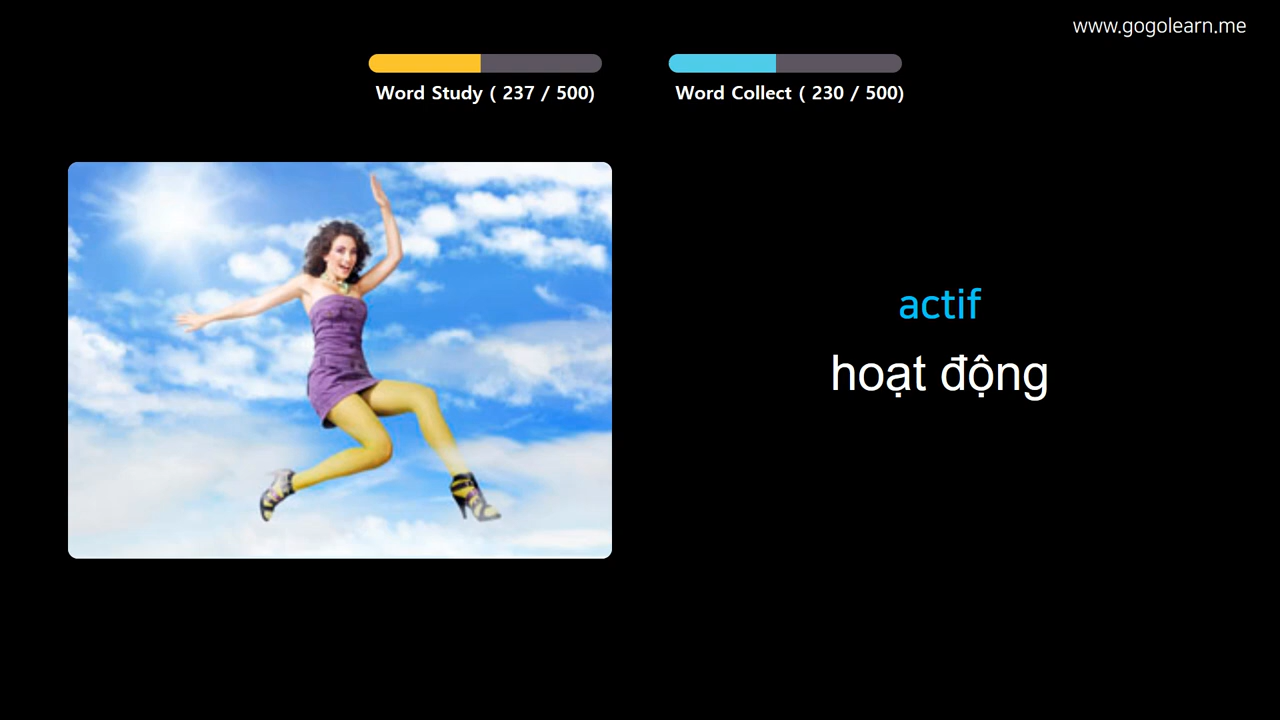 www.gogolearn.me
Word Study ( 237 / 500)
Word Collect ( 230 / 500)
actif
hoạt động